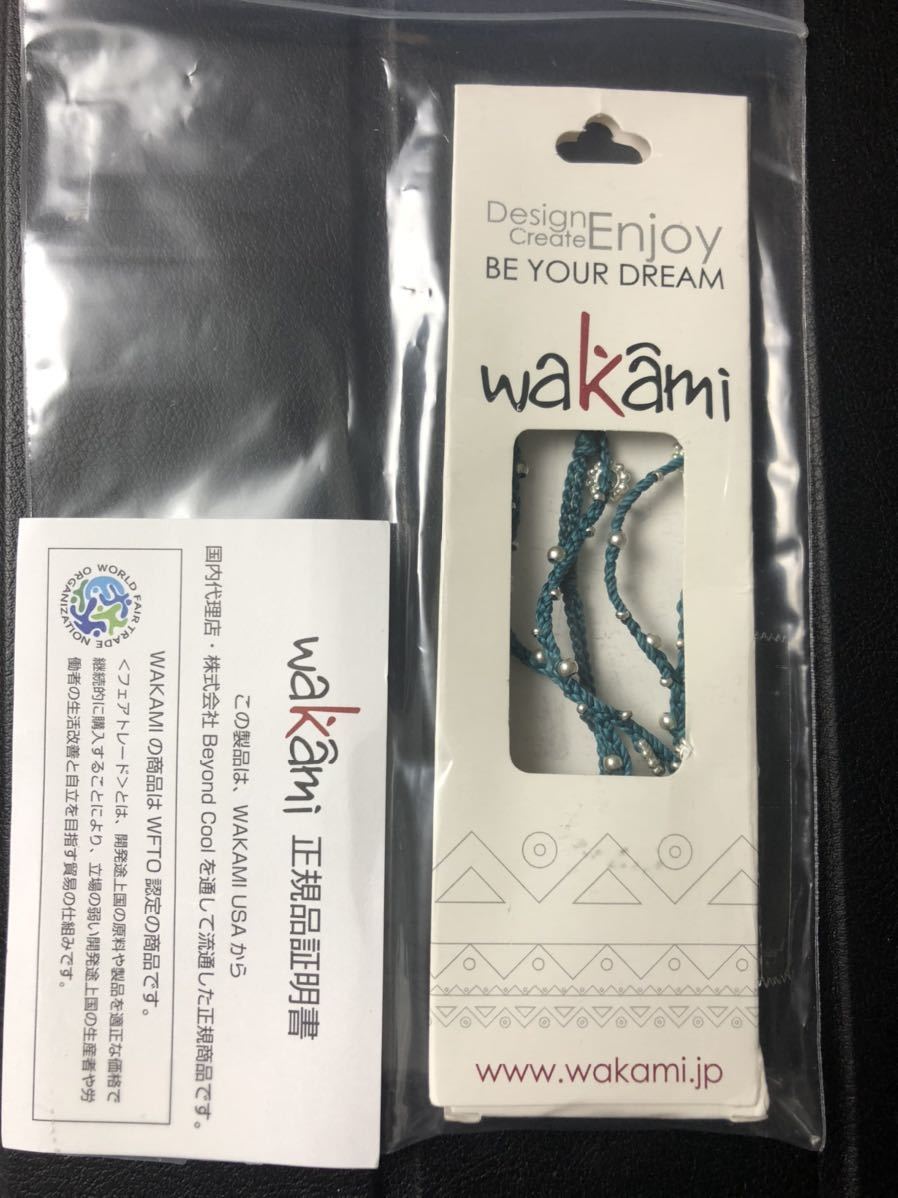 Design
Create Enjoy
BE YOUR DREAM
wakâmi
www.wakami.jp
wakâmi 正規品証明書
この製品は、WAKAMI USA から
国内代理店・株式会社 Beyond Cool を通して流通した正規商品です。
WORLD FAIR TRADE ORGANIZATION
WAKAMI の商品は WFTO 認定の商品です。
＜フェアトレード＞とは、開発途上国の原料や製品を適正な価格で
継続的に購入することにより、立場の弱い開発途上国の生産者や労
働者の生活改善と自立を目指す貿易の仕組みです。